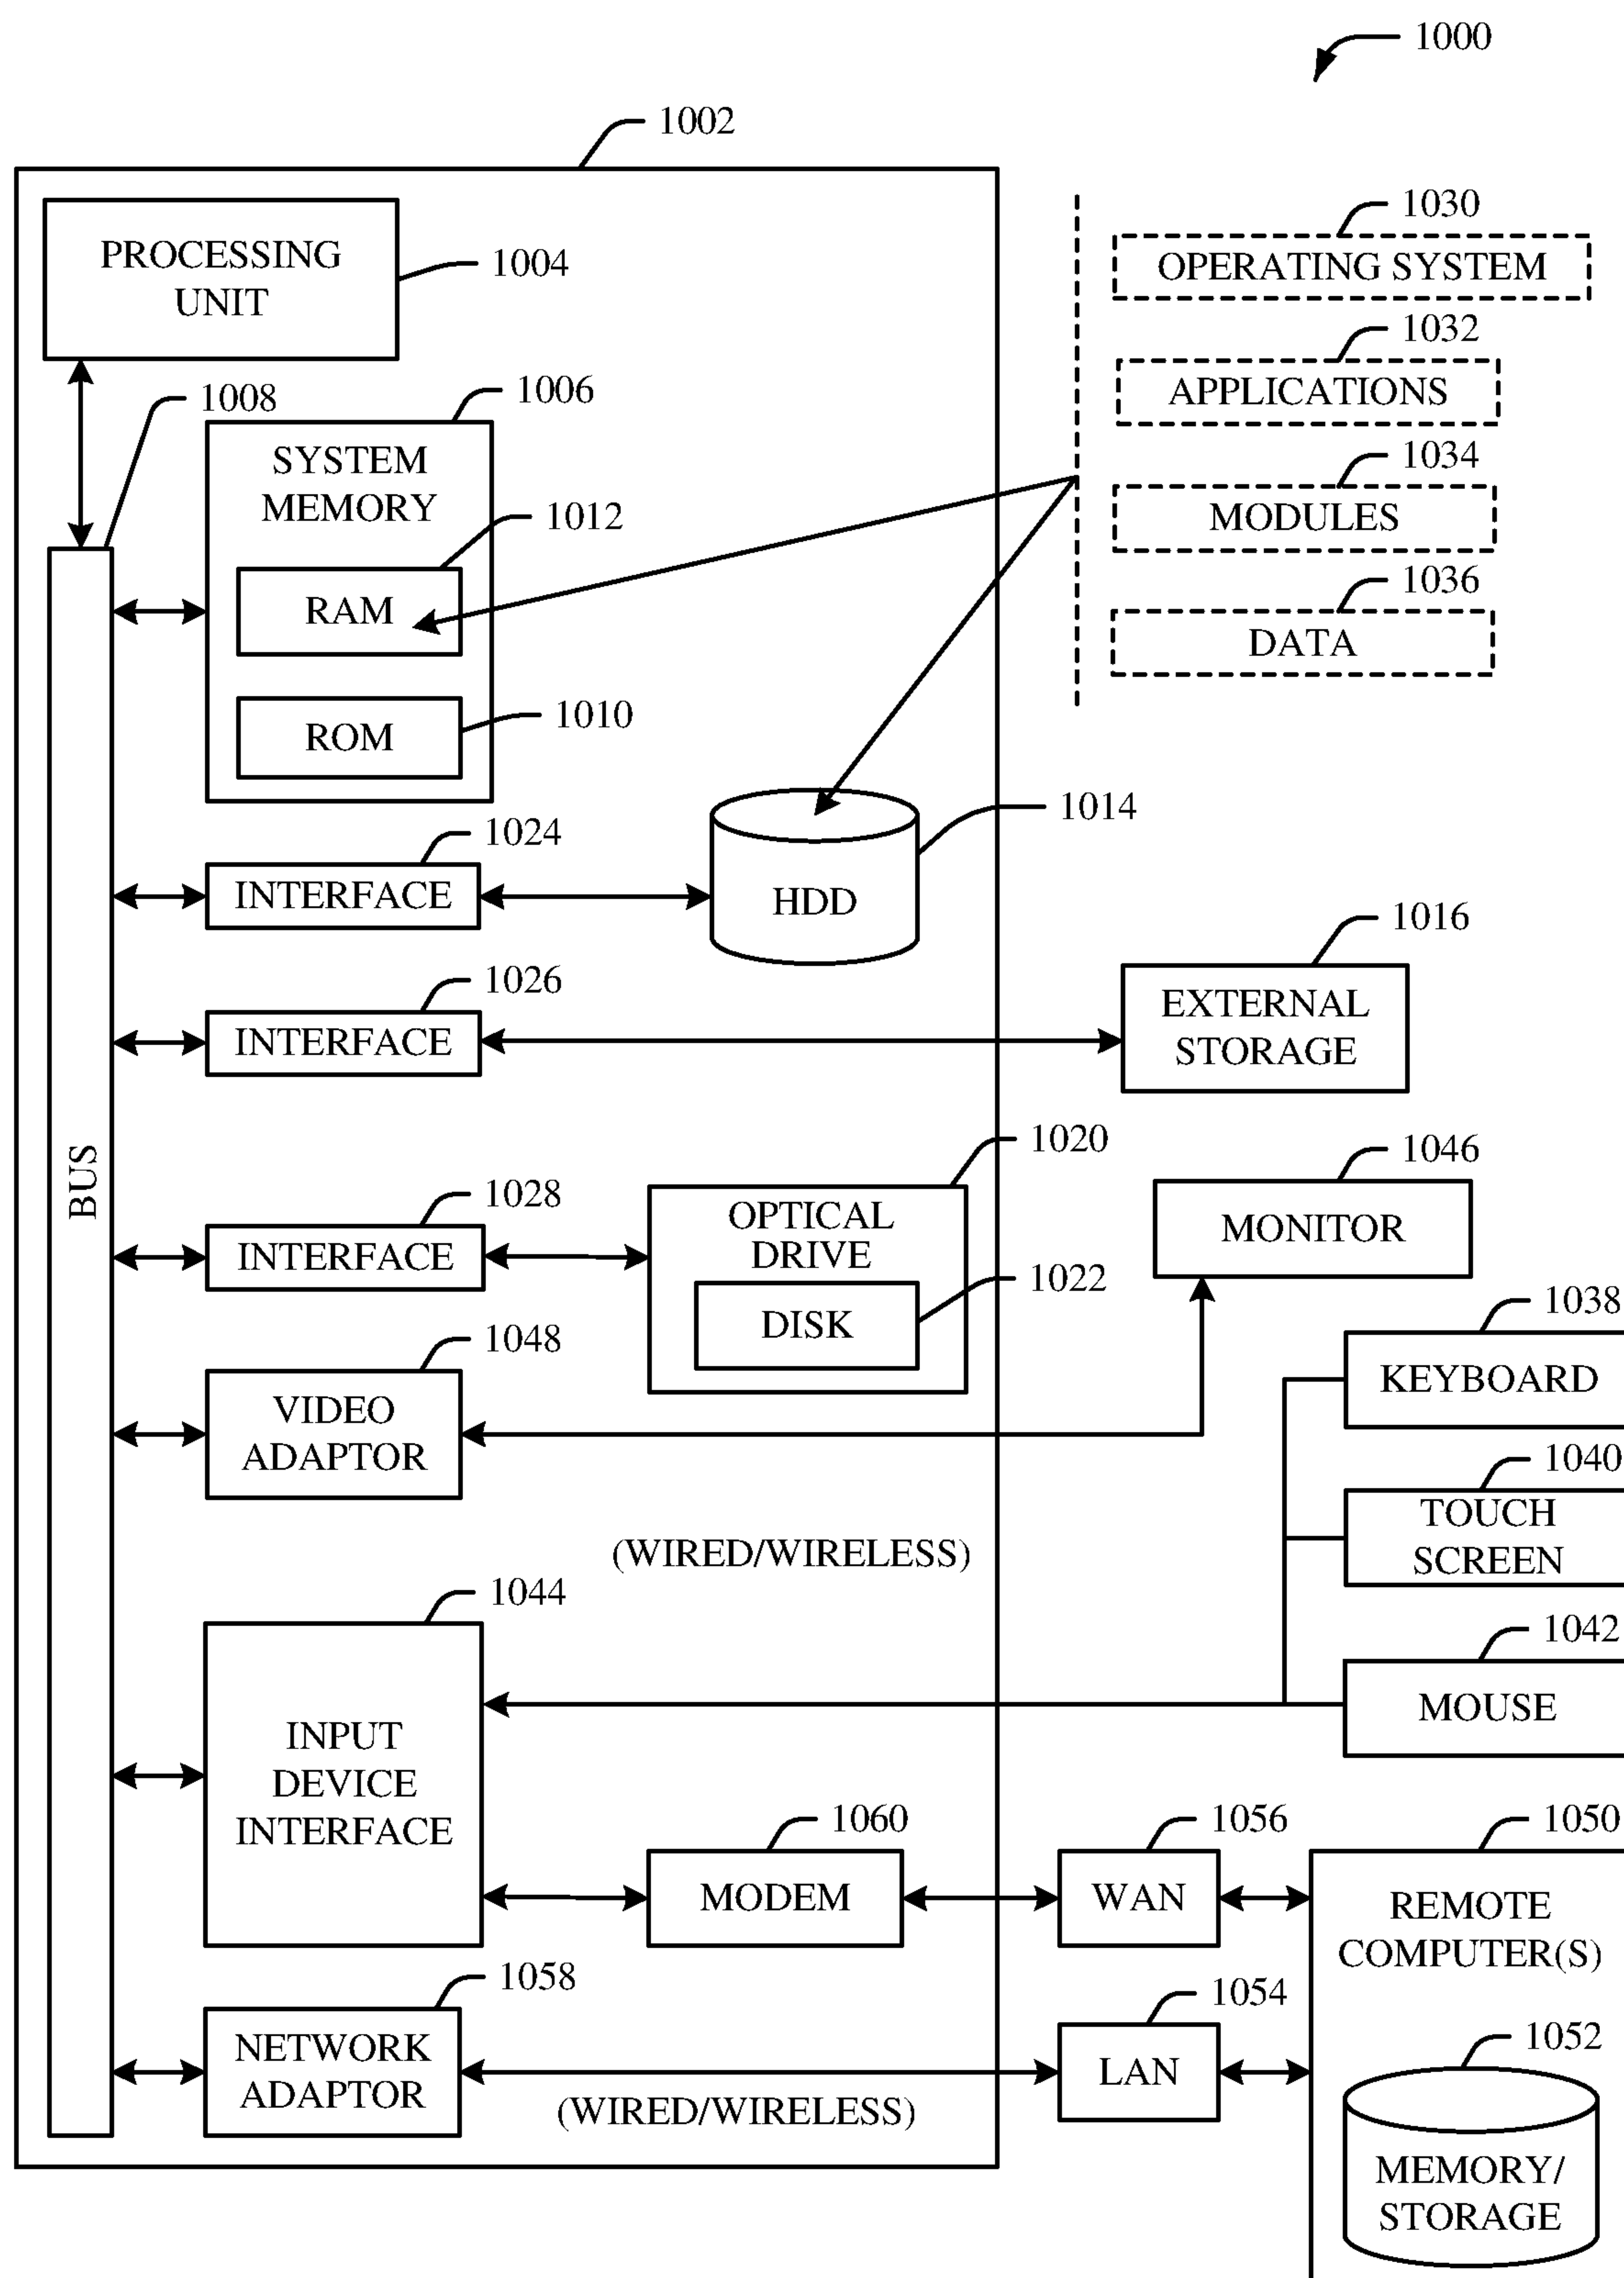 1000
1002
PROCESSING
UNIT
1004
1030
OPERATING SYSTEM
1032
APPLICATIONS
1034
MODULES
1036
DATA
1008
1006
SYSTEM
MEMORY
1012
RAM
1010
ROM
1024
INTERFACE
1014
HDD
1026
INTERFACE
1016
EXTERNAL
STORAGE
BUS
1028
INTERFACE
1020
OPTICAL
DRIVE
1022
DISK
1046
MONITOR
1048
VIDEO
ADAPTOR
1038
KEYBOARD
1040
TOUCH
SCREEN
(WIRED/WIRELESS)
1042
MOUSE
1044
INPUT
DEVICE
INTERFACE
1060
MODEM
1056
WAN
1050
REMOTE
COMPUTER(S)
1058
NETWORK
ADAPTOR
(WIRED/WIRELESS)
1054
LAN
1052
MEMORY/
STORAGE